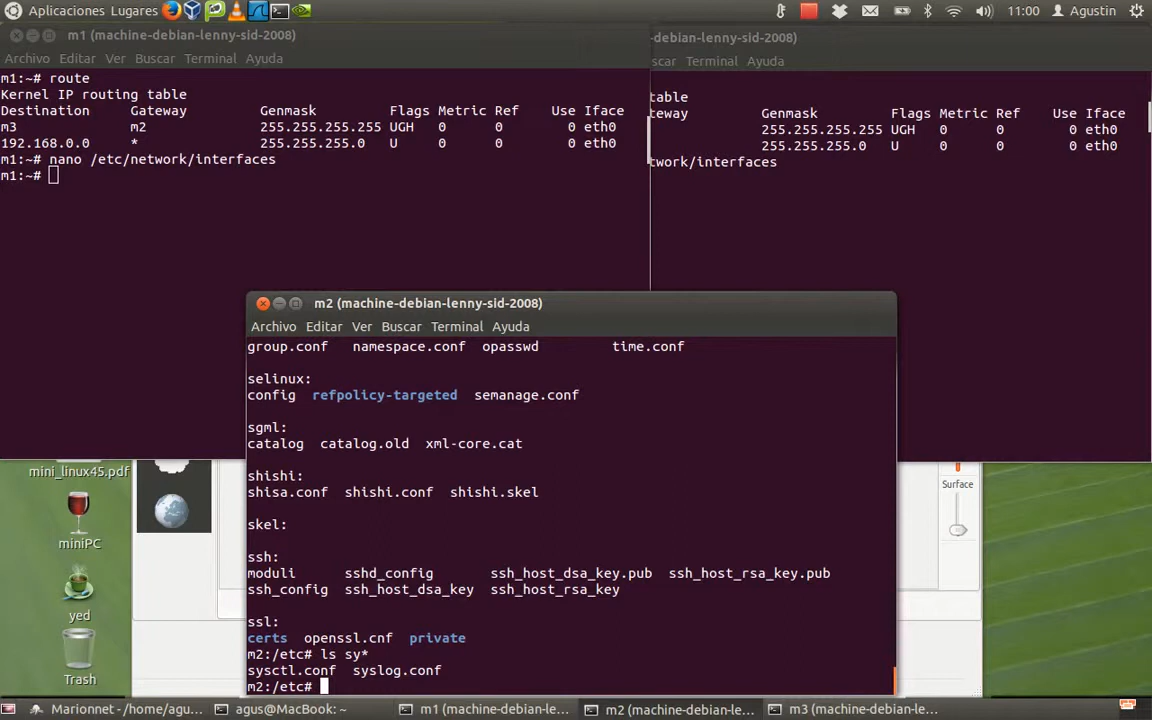 Aplicaciones Lugares 11:00 Agustin
m1 (machine-debian-lenny-sid-2008)
Archivo Editar Ver Buscar Terminal Ayuda
m1:~# route
Kernel IP routing table
Destination Gateway Genmask Flags Metric Ref Use Iface
m3 m2 255.255.255.255 UGH 0 0 0 eth0
192.168.0.0 * 255.255.255.0 U 0 0 0 eth0
m1:~# nano /etc/network/interfaces
m1:~#
-debian-lenny-sid-2008)
scar Terminal Ayuda
table
teway Genmask Flags Metric Ref Use Iface
255.255.255.255 UGH 0 0 0 eth0
255.255.255.0 U 0 0 0 eth0
twork/interfaces
m2 (machine-debian-lenny-sid-2008)
Archivo Editar Ver Buscar Terminal Ayuda
group.conf namespace.conf opasswd time.conf
selinux:
config refpolicy-targeted semanage.conf
sgml:
catalog catalog.old xml-core.cat
shishi:
shisa.conf shishi.conf shishi.skel
skel:
ssh:
moduli sshd_config ssh_host_dsa_key.pub ssh_host_rsa_key.pub
ssh_config ssh_host_dsa_key ssh_host_rsa_key
ssl:
certs openssl.cnf private
m2:/etc# ls sy*
sysctl.conf syslog.conf
m2:/etc#
mini_linux45.pdf
miniPC
yed
Trash
Surface
Marionnet - /home/agu... agus@MacBook: ~ m1 (machine-debian-le... m2 (machine-debian-le... m3 (machine-debian-le...